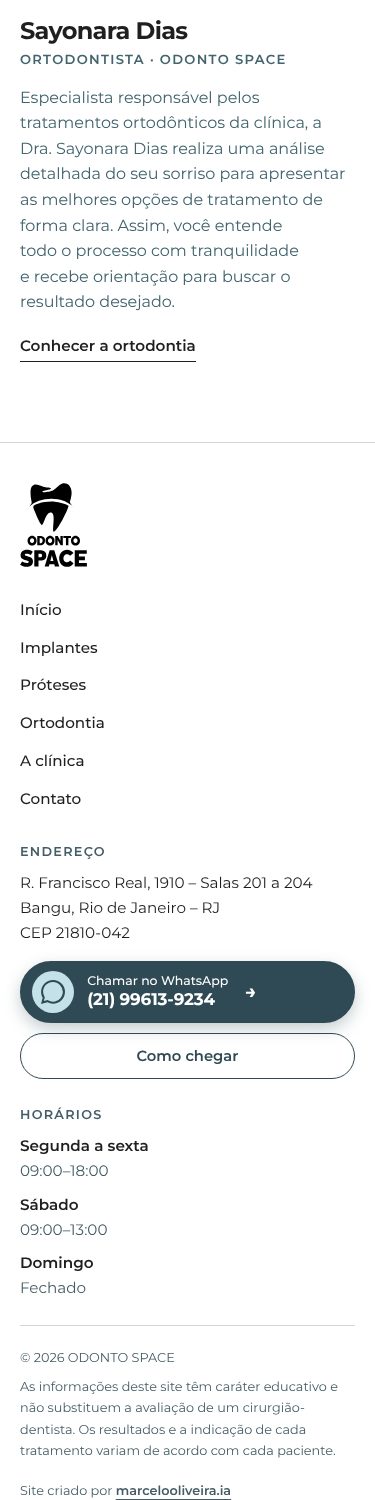 Sayonara Dias
ORTODONTISTA · ODONTO SPACE
Especialista responsável pelos
tratamentos ortodônticos da clínica, a
Dra. Sayonara Dias realiza uma análise
detalhada do seu sorriso para apresentar
as melhores opções de tratamento de
forma clara. Assim, você entende
todo o processo com tranquilidade
e recebe orientação para buscar o
resultado desejado.
Conhecer a ortodontia
ODONTO
SPACE
Início
Implantes
Próteses
Ortodontia
A clínica
Contato
ENDEREÇO
R. Francisco Real, 1910 – Salas 201 a 204
Bangu, Rio de Janeiro – RJ
CEP 21810-042
Chamar no WhatsApp
(21) 99613-9234 →
Como chegar
HORÁRIOS
Segunda a sexta
09:00–18:00
Sábado
09:00–13:00
Domingo
Fechado
© 2026 ODONTO SPACE
As informações deste site têm caráter educativo e
não substituem a avaliação de um cirurgião-
dentista. Os resultados e a indicação de cada
tratamento variam de acordo com cada paciente.
Site criado por marcelooliveira.ia